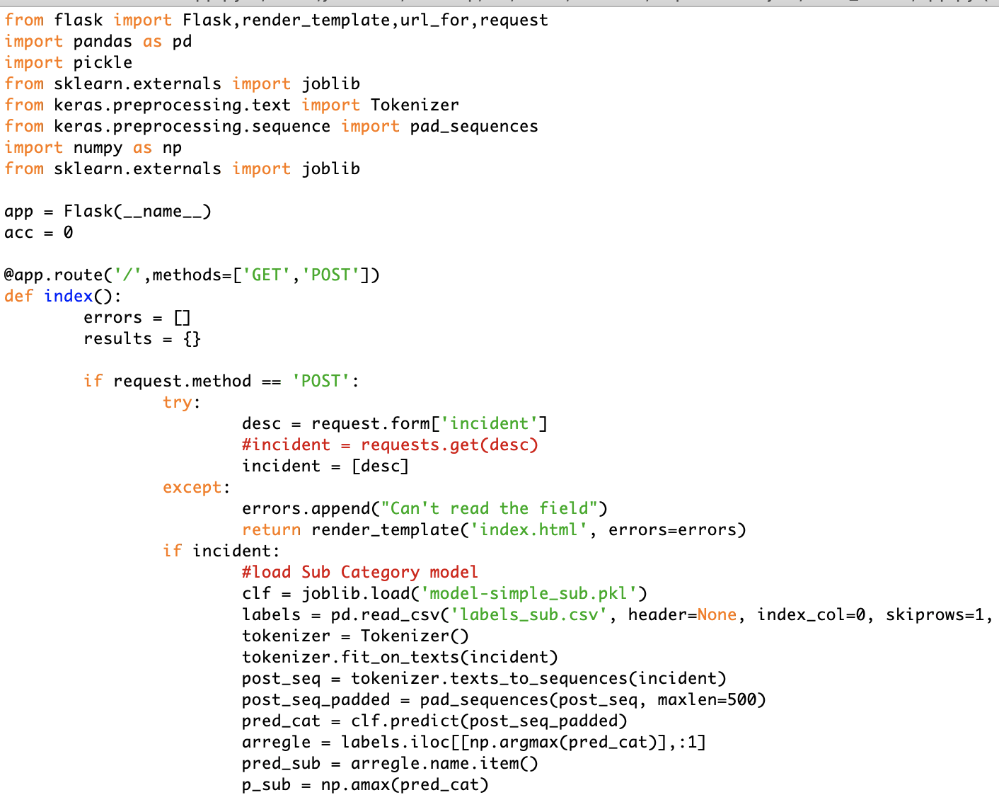 from flask import Flask,render_template,url_for,request
import pandas as pd
import pickle
from sklearn.externals import joblib
from keras.preprocessing.text import Tokenizer
from keras.preprocessing.sequence import pad_sequences
import numpy as np
from sklearn.externals import joblib

app = Flask(__name__)
acc = 0

@app.route('/',methods=['GET','POST'])
def index():
        errors = []
        results = {}

        if request.method == 'POST':
                try:
                        desc = request.form['incident']
                        #incident = requests.get(desc)
                        incident = [desc]
                except:
                        errors.append("Can't read the field")
                        return render_template('index.html', errors=errors)
                if incident:
                        #load Sub Category model
                        clf = joblib.load('model-simple_sub.pkl')
                        labels = pd.read_csv('labels_sub.csv', header=None, index_col=0, skiprows=1,
                        tokenizer = Tokenizer()
                        tokenizer.fit_on_texts(incident)
                        post_seq = tokenizer.texts_to_sequences(incident)
                        post_seq_padded = pad_sequences(post_seq, maxlen=500)
                        pred_cat = clf.predict(post_seq_padded)
                        arregle = labels.iloc[[np.argmax(pred_cat)],:1]
                        pred_sub = arregle.name.item()
                        p_sub = np.amax(pred_cat)